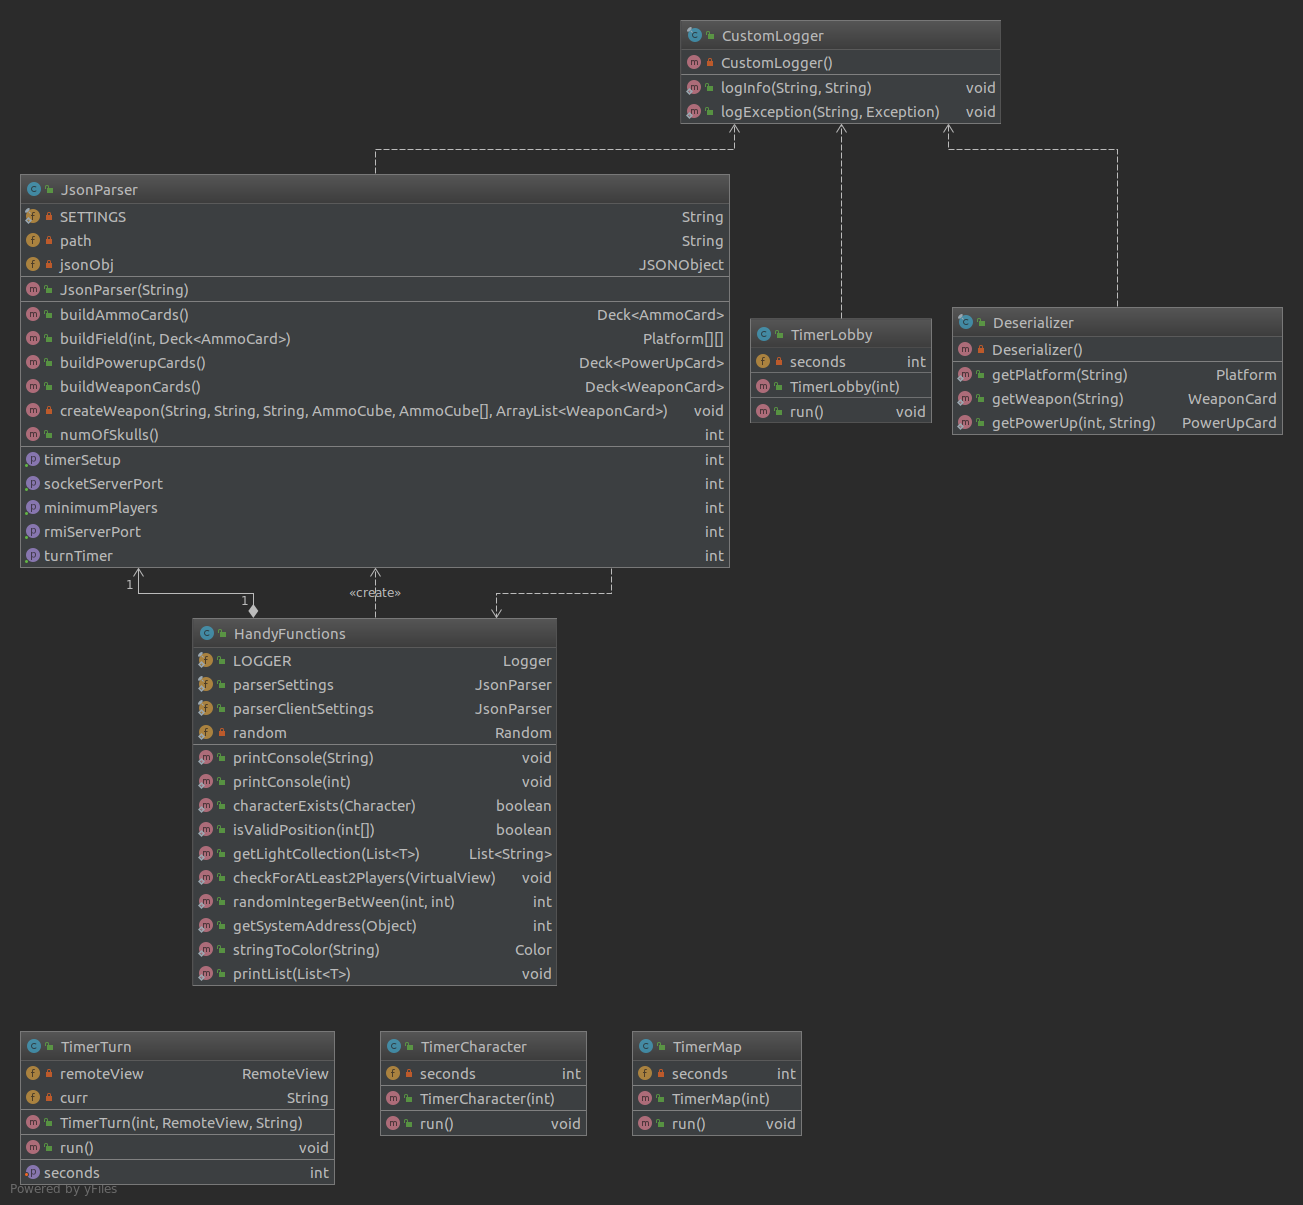 CustomLogger
CustomLogger()
logInfo(String, String) void
logException(String, Exception) void
JsonParser
SETTINGS String
path String
jsonObj JSONObject
JsonParser(String)
buildAmmoCards() Deck<AmmoCard>
buildField(int, Deck<AmmoCard>) Platform[][]
buildPowerupCards() Deck<PowerUpCard>
buildWeaponCards() Deck<WeaponCard>
createWeapon(String, String, String, AmmoCube, AmmoCube[], ArrayList<WeaponCard>) void
numOfSkulls() int
timerSetup int
socketServerPort int
minimumPlayers int
rmiServerPort int
turnTimer int
TimerLobby
seconds int
TimerLobby(int)
run() void
Deserializer
Deserializer()
getPlatform(String) Platform
getWeapon(String) WeaponCard
getPowerUp(int, String) PowerUpCard
1
1
«create»
HandyFunctions
LOGGER Logger
parserSettings JsonParser
parserClientSettings JsonParser
random Random
printConsole(String) void
printConsole(int) void
characterExists(Character) boolean
isValidPosition(int[]) boolean
getLightCollection(List<T>) List<String>
checkForAtLeast2Players(VirtualView) void
randomIntegerBetWeen(int, int) int
getSystemAddress(Object) int
stringToColor(String) Color
printList(List<T>) void
TimerTurn
remoteView RemoteView
curr String
TimerTurn(int, RemoteView, String)
run() void
seconds int
TimerCharacter
seconds int
TimerCharacter(int)
run() void
TimerMap
seconds int
TimerMap(int)
run() void
Powered by yFiles